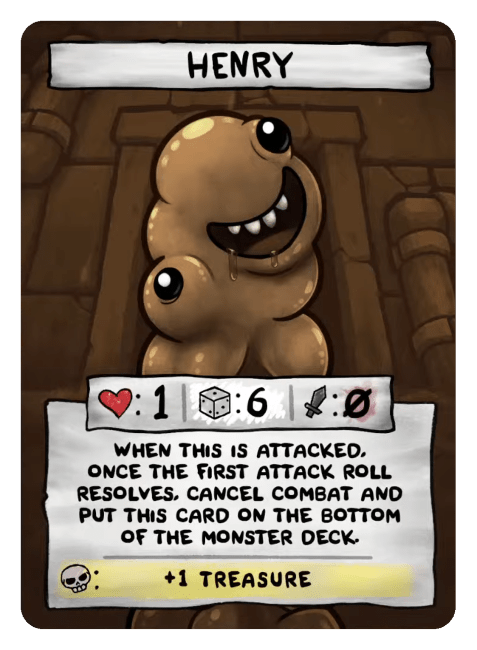 HENRY
: 1 | :6 | :0
WHEN THIS IS ATTACKED,
ONCE THE FIRST ATTACK ROLL
RESOLVES, CANCEL COMBAT AND
PUT THIS CARD ON THE BOTTOM
OF THE MONSTER DECK.
: +1 TREASURE